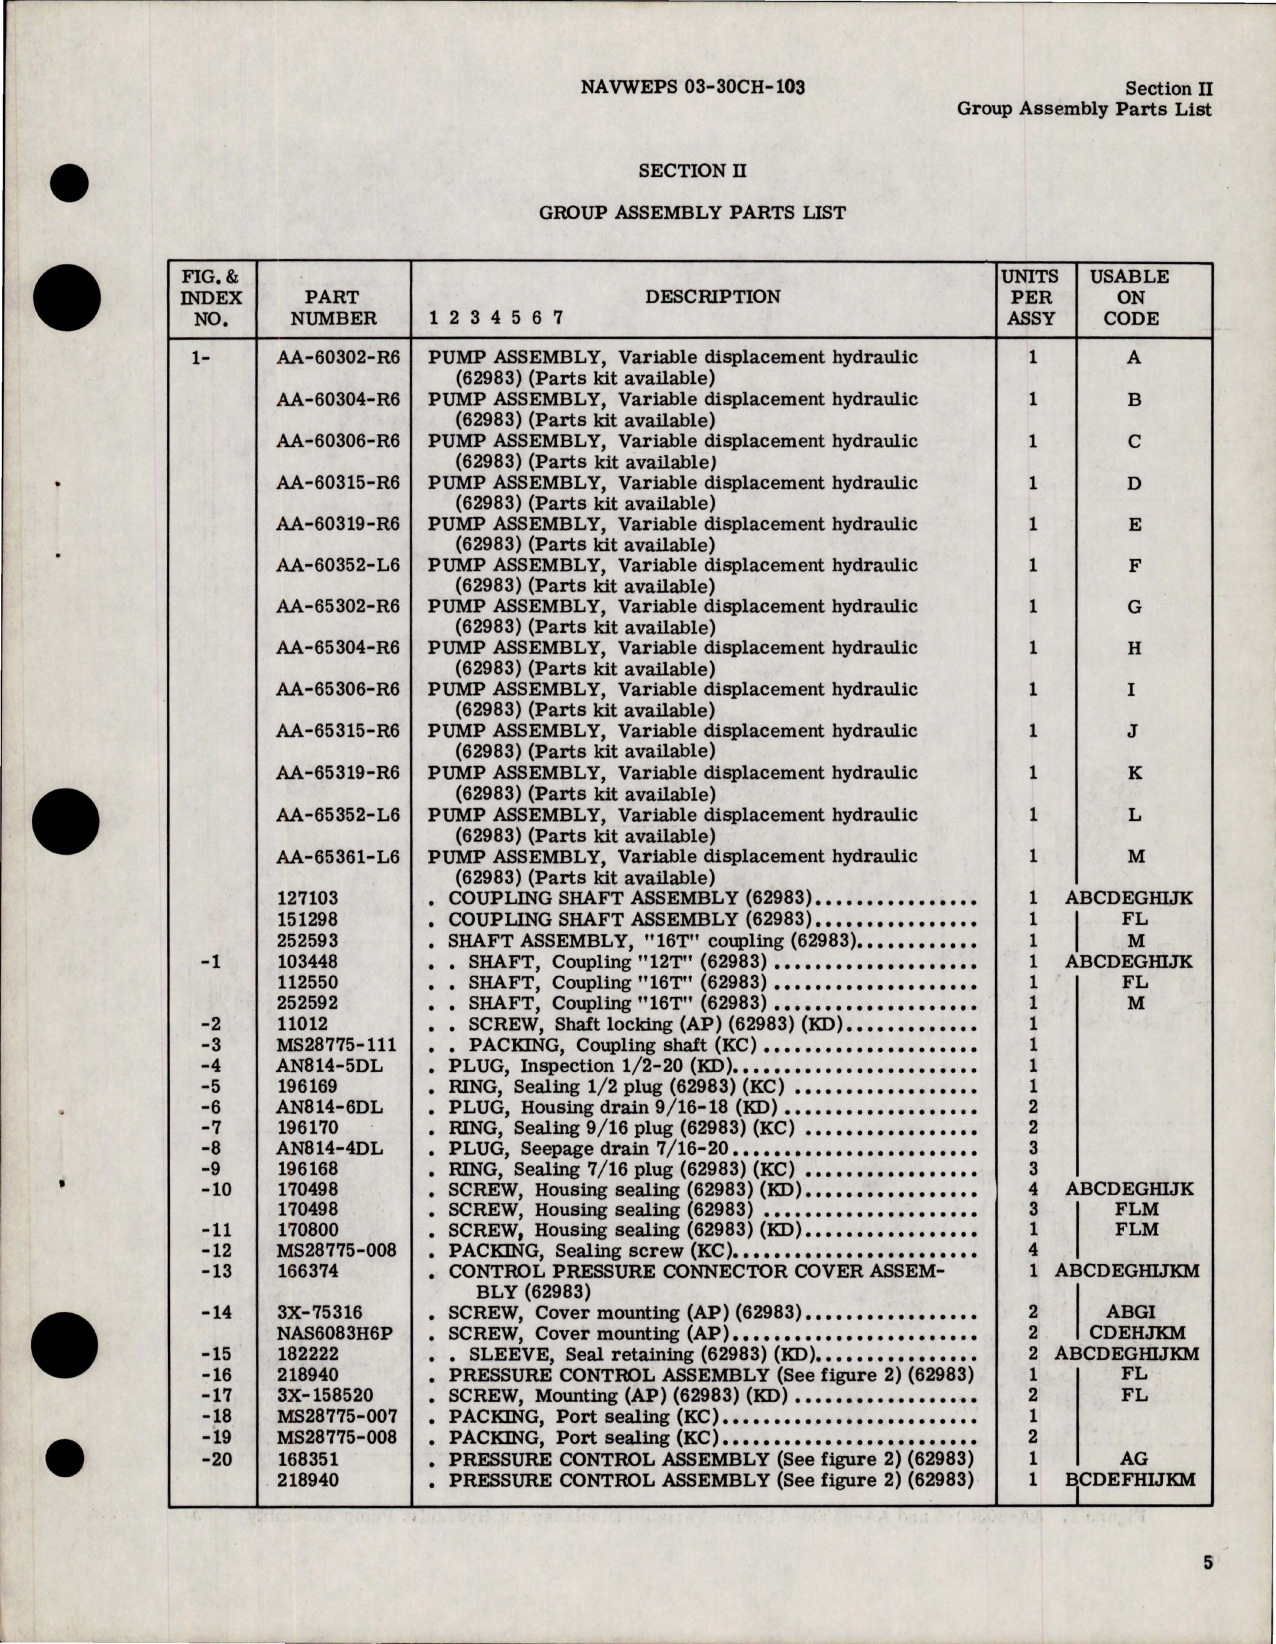 NAVWEPS 03-30CH-103
Section II
Group Assembly Parts List
SECTION II
GROUP ASSEMBLY PARTS LIST
FIG. & INDEX NO. PART NUMBER DESCRIPTION 1 2 3 4 5 6 7 UNITS PER ASSY USABLE ON CODE
1- AA-60302-R6 PUMP ASSEMBLY, Variable displacement hydraulic 1 A
(62983) (Parts kit available)
AA-60304-R6 PUMP ASSEMBLY, Variable displacement hydraulic 1 B
(62983) (Parts kit available)
AA-60306-R6 PUMP ASSEMBLY, Variable displacement hydraulic 1 C
(62983) (Parts kit available)
AA-60315-R6 PUMP ASSEMBLY, Variable displacement hydraulic 1 D
(62983) (Parts kit available)
AA-60319-R6 PUMP ASSEMBLY, Variable displacement hydraulic 1 E
(62983) (Parts kit available)
AA-60352-L6 PUMP ASSEMBLY, Variable displacement hydraulic 1 F
(62983) (Parts kit available)
AA-65302-R6 PUMP ASSEMBLY, Variable displacement hydraulic 1 G
(62983) (Parts kit available)
AA-65304-R6 PUMP ASSEMBLY, Variable displacement hydraulic 1 H
(62983) (Parts kit available)
AA-65306-R6 PUMP ASSEMBLY, Variable displacement hydraulic 1 I
(62983) (Parts kit available)
AA-65315-R6 PUMP ASSEMBLY, Variable displacement hydraulic 1 J
(62983) (Parts kit available)
AA-65319-R6 PUMP ASSEMBLY, Variable displacement hydraulic 1 K
(62983) (Parts kit available)
AA-65352-L6 PUMP ASSEMBLY, Variable displacement hydraulic 1 L
(62983) (Parts kit available)
AA-65361-L6 PUMP ASSEMBLY, Variable displacement hydraulic 1 M
(62983) (Parts kit available)
127103 . COUPLING SHAFT ASSEMBLY (62983)................ 1 ABCDEGHIJK
151298 . COUPLING SHAFT ASSEMBLY (62983)................ 1 FL
252593 . SHAFT ASSEMBLY, "16T" coupling (62983)............ 1 M
-1 103448 . . SHAFT, Coupling "12T" (62983) .................... 1 ABCDEGHIJK
112550 . . SHAFT, Coupling "16T" (62983) .................... 1 FL
252592 . . SHAFT, Coupling "16T" (62983) .................... 1 M
-2 11012 . . SCREW, Shaft locking (AP) (62983) (KD)............. 1
-3 MS28775-111 . . PACKING, Coupling shaft (KC) ..................... 1
-4 AN814-5DL . PLUG, Inspection 1/2-20 (KD)........................ 1
-5 196169 . RING, Sealing 1/2 plug (62983) (KC) .................. 1
-6 AN814-6DL . PLUG, Housing drain 9/16-18 (KD) ................... 2
-7 196170 . RING, Sealing 9/16 plug (62983) (KC) ................. 2
-8 AN814-4DL . PLUG, Seepage drain 7/16-20........................ 3
-9 196168 . RING, Sealing 7/16 plug (62983) (KC) ................. 3
-10 170498 . SCREW, Housing sealing (62983) (KD)................. 4 ABCDEGHIJK
170498 . SCREW, Housing sealing (62983) ..................... 3 FLM
-11 170800 . SCREW, Housing sealing (62983) (KD)................. 1 FLM
-12 MS28775-008 . PACKING, Sealing screw (KC)........................ 4
-13 166374 . CONTROL PRESSURE CONNECTOR COVER ASSEM- 1 ABCDEGHIJKM
BLY (62983)
-14 3X-75316 . SCREW, Cover mounting (AP) (62983)................. 2 ABGI
NAS6083H6P . SCREW, Cover mounting (AP)........................ 2 CDEHJKM
-15 182222 . . SLEEVE, Seal retaining (62983) (KD)................ 2 ABCDEGHIJKM
-16 218940 . PRESSURE CONTROL ASSEMBLY (See figure 2) (62983) 1 FL
-17 3X-158520 . SCREW, Mounting (AP) (62983) (KD) .................. 2 FL
-18 MS28775-007 . PACKING, Port sealing (KC)......................... 1
-19 MS28775-008 . PACKING, Port sealing (KC)......................... 2
-20 168351 . PRESSURE CONTROL ASSEMBLY (See figure 2) (62983) 1 AG
218940 . PRESSURE CONTROL ASSEMBLY (See figure 2) (62983) 1 BCDEFHIJKM
5